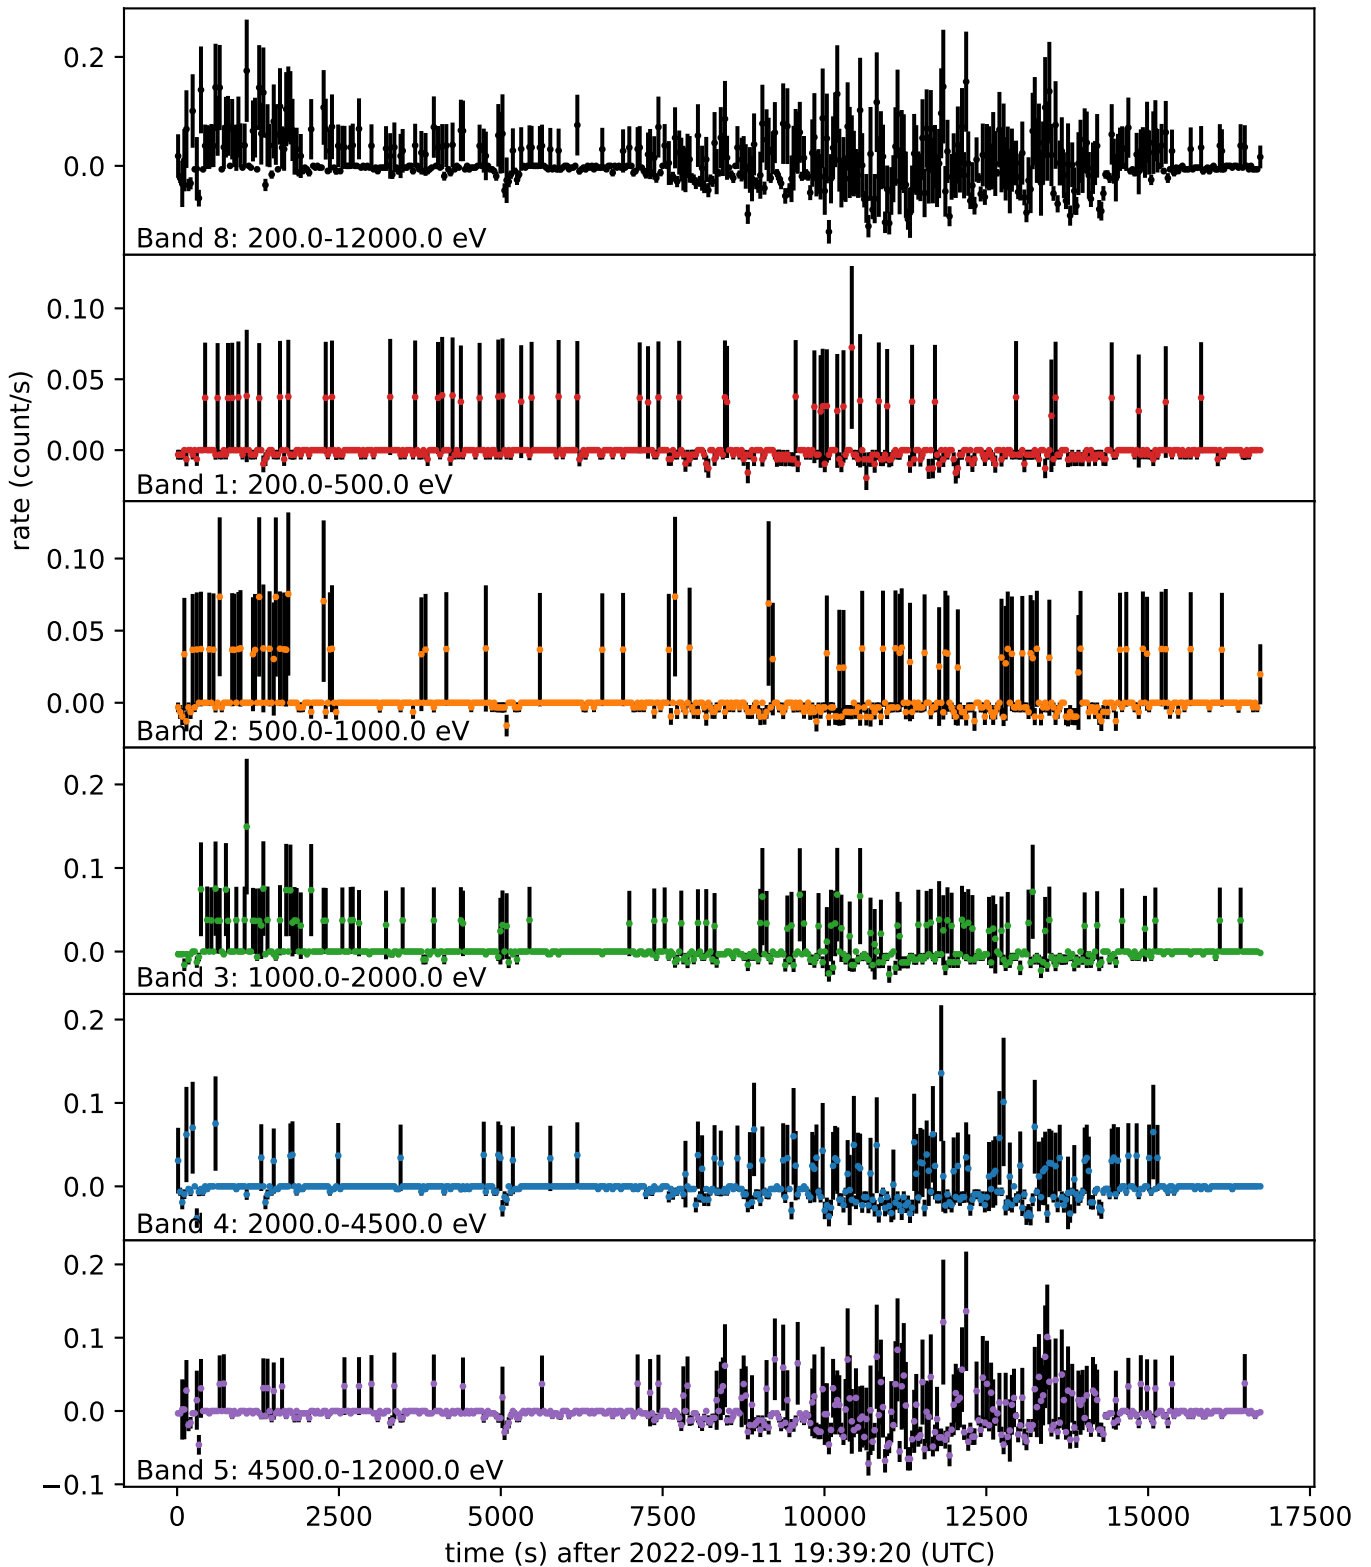 0.2
0.0
Band 8: 200.0-12000.0 eV
0.10
0.05
0.00
Band 1: 200.0-500.0 eV
rate (count/s)
0.10
0.05
0.00
Band 2: 500.0-1000.0 eV
0.2
0.1
0.0
Band 3: 1000.0-2000.0 eV
0.2
0.1
0.0
Band 4: 2000.0-4500.0 eV
0.2
0.1
0.0
−0.1
Band 5: 4500.0-12000.0 eV
0 2500 5000 7500 10000 12500 15000 17500
time (s) after 2022-09-11 19:39:20 (UTC)